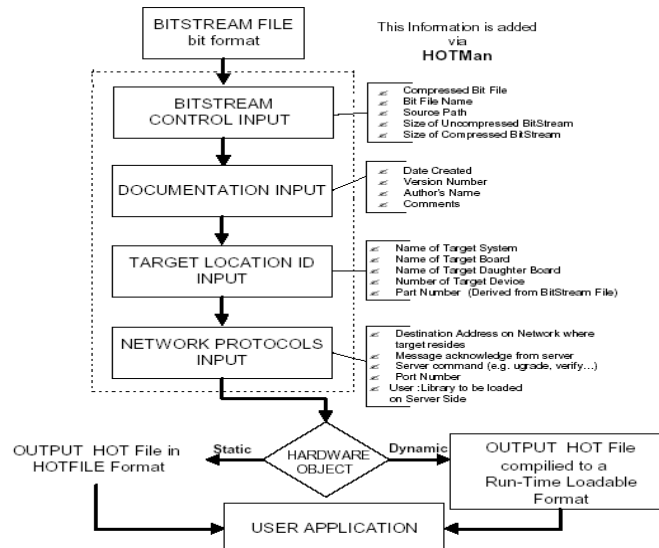 BITSTREAM FILE
bit format
This Information is added
via
HOTMan
BITSTREAM
CONTROL INPUT
Compressed Bit File
Bit File Name
Source Path
Size of Uncompressed BitStream
Size of Compressed BitStream
DOCUMENTATION INPUT
Date Created
Version Number
Author's Name
Comments
TARGET LOCATION ID
INPUT
Name of Target System
Name of Target Board
Name of Target Daughter Board
Number of Target Device
Part Number (Derived from BitStream File)
NETWORK PROTOCOLS
INPUT
Destination Address on Network where
target resides
Message acknowledge from server
Server command (e.g. ugrade, verify...)
Port Number
User :Library to be loaded
on Server Side
OUTPUT HOT File in
HOTFILE Format
Static
HARDWARE
OBJECT
Dynamic
OUTPUT HOT File
compilied to a
Run-Time Loadable
Format
USER APPLICATION